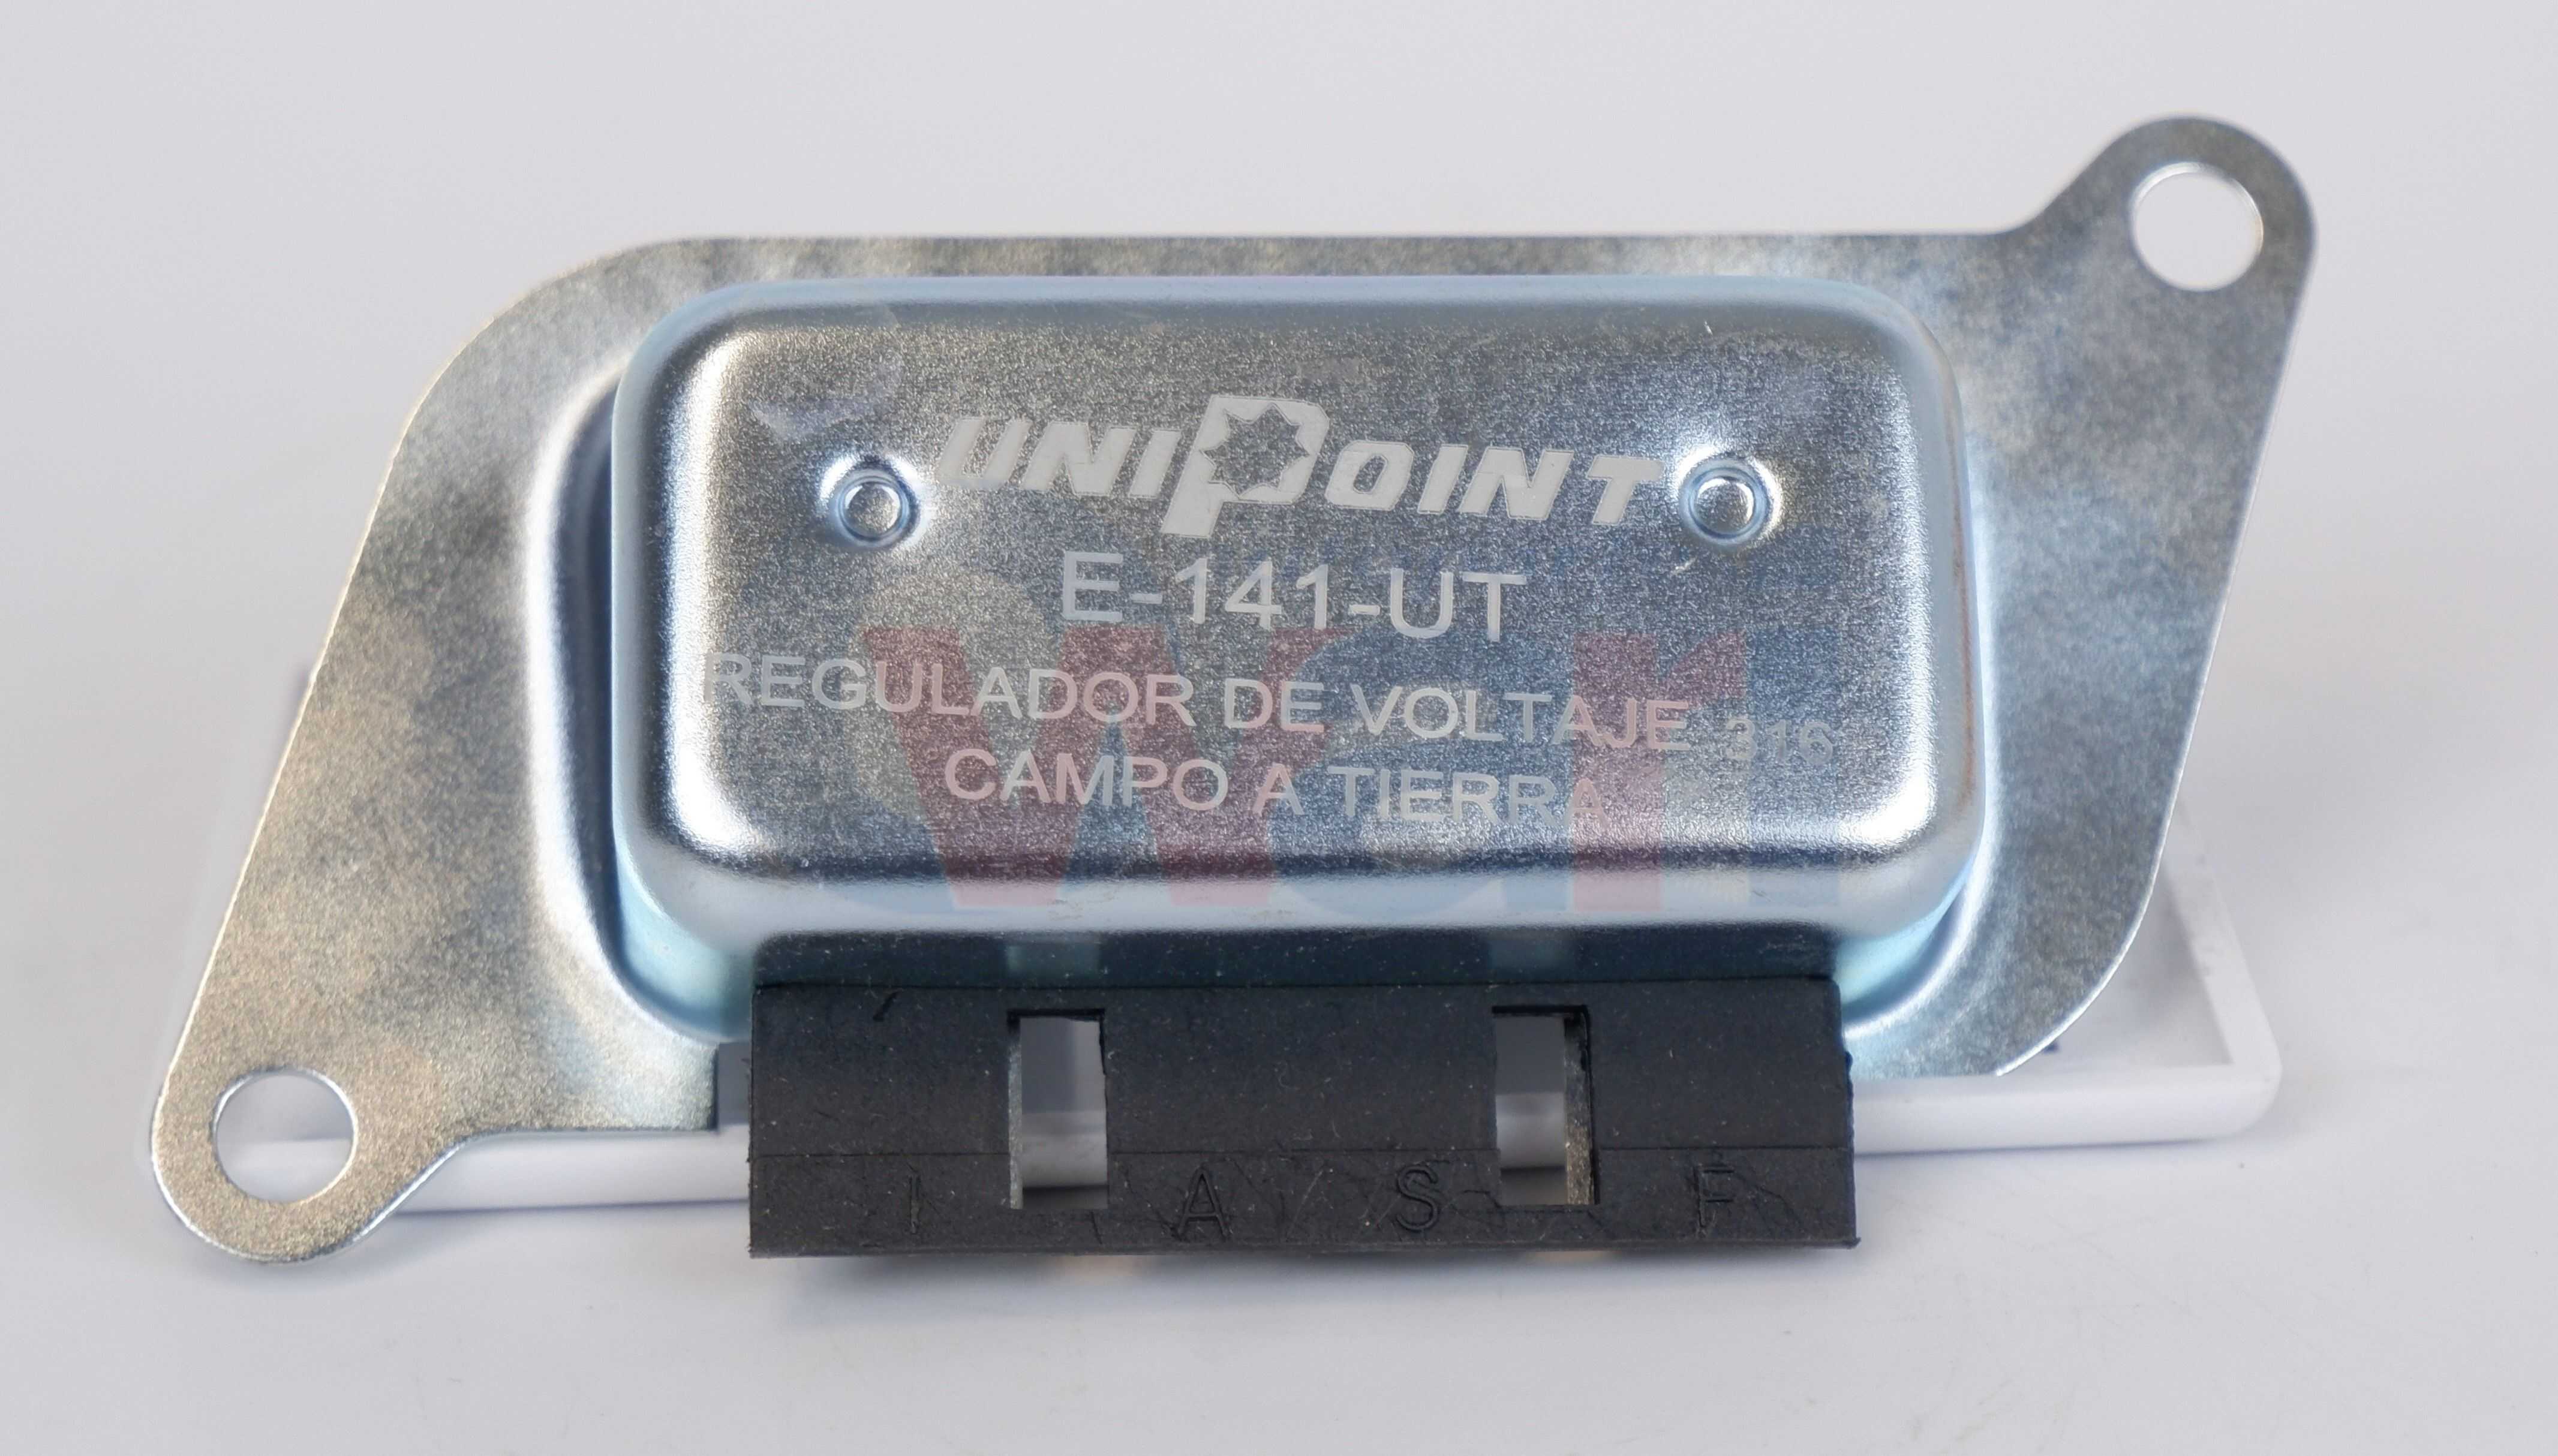 UNIPOINT
E-141-UT
REGULADOR DE VOLTAJE 316
CAMPO A TIERRA
I A S F